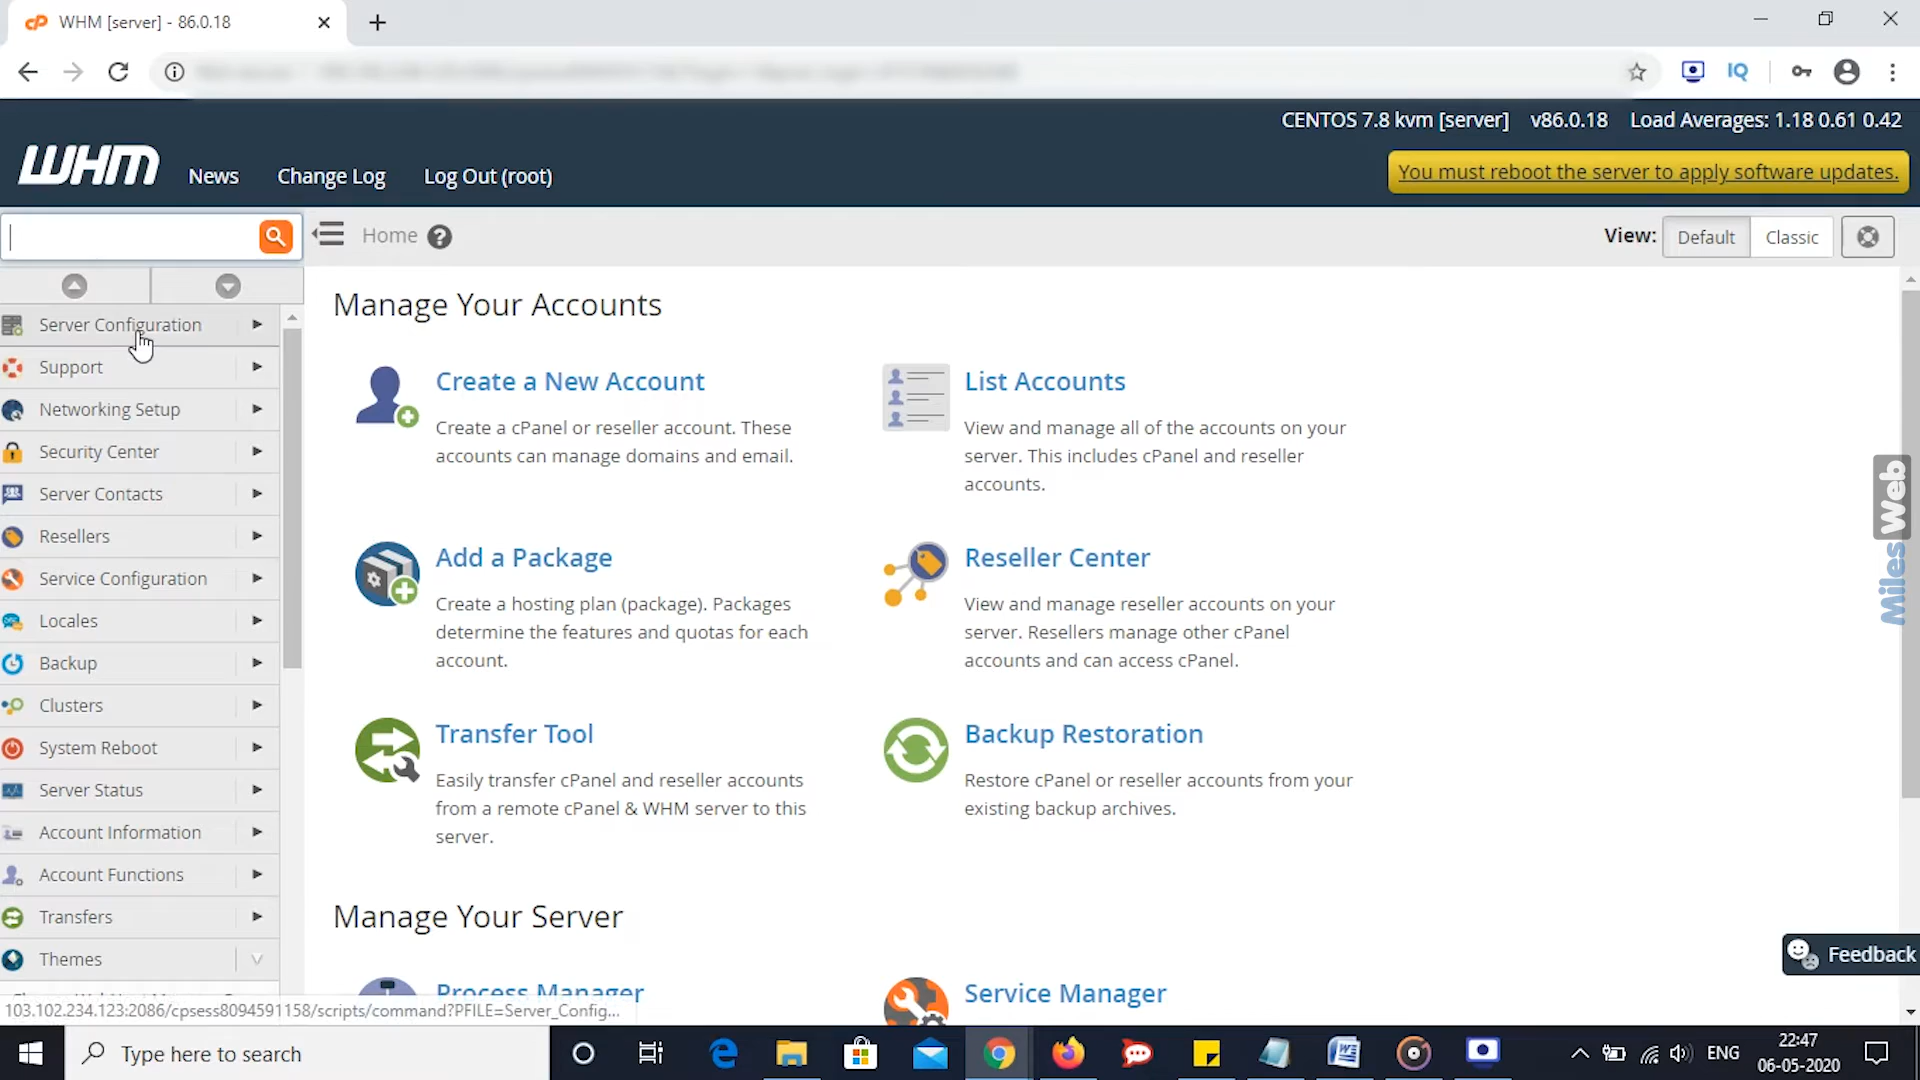 WHM [server] - 86.0.18
CENTOS 7.8 kvm [server] v86.0.18 Load Averages: 1.18 0.61 0.42
WHM News Change Log Log Out (root)
You must reboot the server to apply software updates.
Home
View: Default Classic
Server Configuration
Support
Networking Setup
Security Center
Server Contacts
Resellers
Service Configuration
Locales
Backup
Clusters
System Reboot
Server Status
Account Information
Account Functions
Transfers
Themes
103.102.234.123:2086/cpsess8094591158/scripts/command?PFILE=Server_Config...
Manage Your Accounts
Create a New Account
Create a cPanel or reseller account. These
accounts can manage domains and email.
List Accounts
View and manage all of the accounts on your
server. This includes cPanel and reseller
accounts.
Add a Package
Create a hosting plan (package). Packages
determine the features and quotas for each
account.
Reseller Center
View and manage reseller accounts on your
server. Resellers manage other cPanel
accounts and can access cPanel.
Transfer Tool
Easily transfer cPanel and reseller accounts
from a remote cPanel & WHM server to this
server.
Backup Restoration
Restore cPanel or reseller accounts from your
existing backup archives.
Manage Your Server
Process Manager
Service Manager
MilesWeb
Feedback
Type here to search
ENG
22:47
06-05-2020